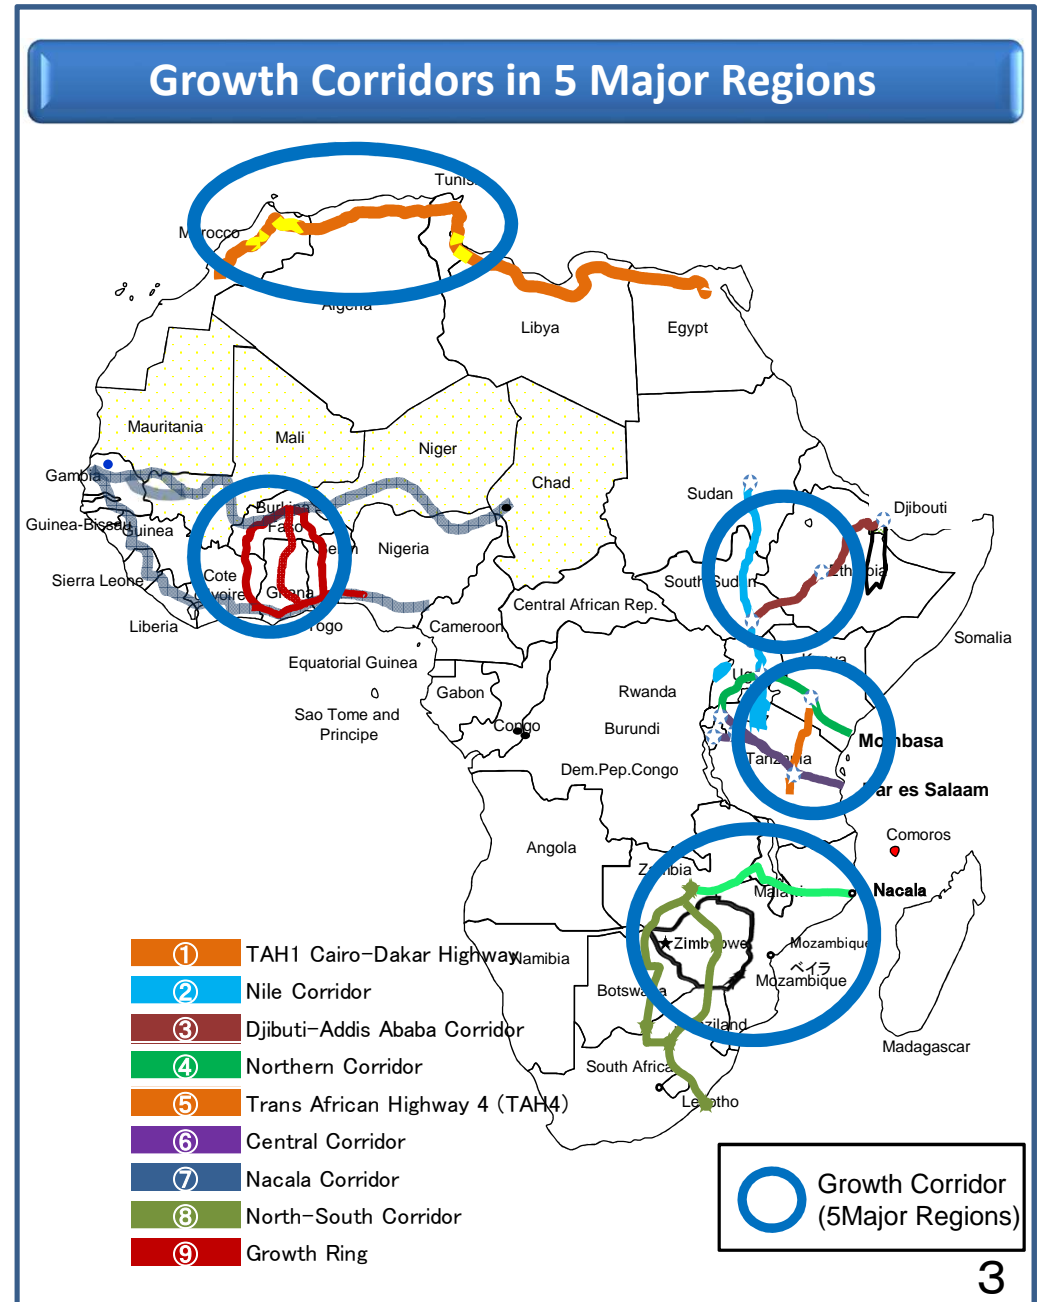 Growth Corridors in 5 Major Regions
Tunis
Morocco
Algeria
Libya
Egypt
Mauritania
Mali
Niger
Chad
Sudan
Djibouti
Gambia
Burkina
Faso
Guinea-Bissau
Guinea
Benin
Nigeria
Ethiopia
Sierra Leone
Cote
d'Ivoire
Ghana
South Sudan
Central African Rep.
Liberia
Togo
Cameroon
Somalia
Equatorial Guinea
Kenya
Uganda
Gabon
Rwanda
Sao Tome and
Principe
Congo
Burundi
Mombasa
Tanzania
Dem.Pep.Congo
Dar es Salaam
Comoros
Angola
Zambia
Malawi
Nacala
★Zimbabwe
Mozambique
ベイラ
Mozambique
Namibia
Botswana
Swaziland
Madagascar
South Africa
Lesotho
① TAH1 Cairo-Dakar Highway
② Nile Corridor
③ Djibuti-Addis Ababa Corridor
④ Northern Corridor
⑤ Trans African Highway 4 (TAH4)
⑥ Central Corridor
⑦ Nacala Corridor
⑧ North-South Corridor
⑨ Growth Ring
Growth Corridor
(5Major Regions)
3